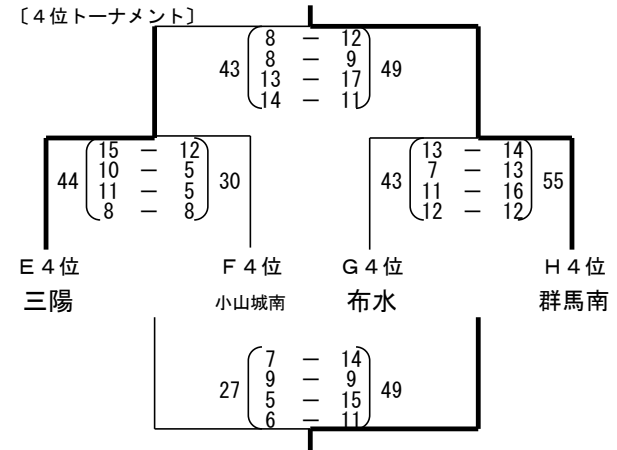 〔４位トーナメント〕
8 － 12
43 8 － 9 49
13 － 17
14 － 11
15 － 12 13 － 14
44 10 － 5 30 43 7 － 13 55
11 － 5 11 － 16
8 － 8 12 － 12
Ｅ４位 Ｆ４位 Ｇ４位 Ｈ４位
三陽 小山城南 布水 群馬南
7 － 14
27 9 － 9 49
5 － 15
6 － 11